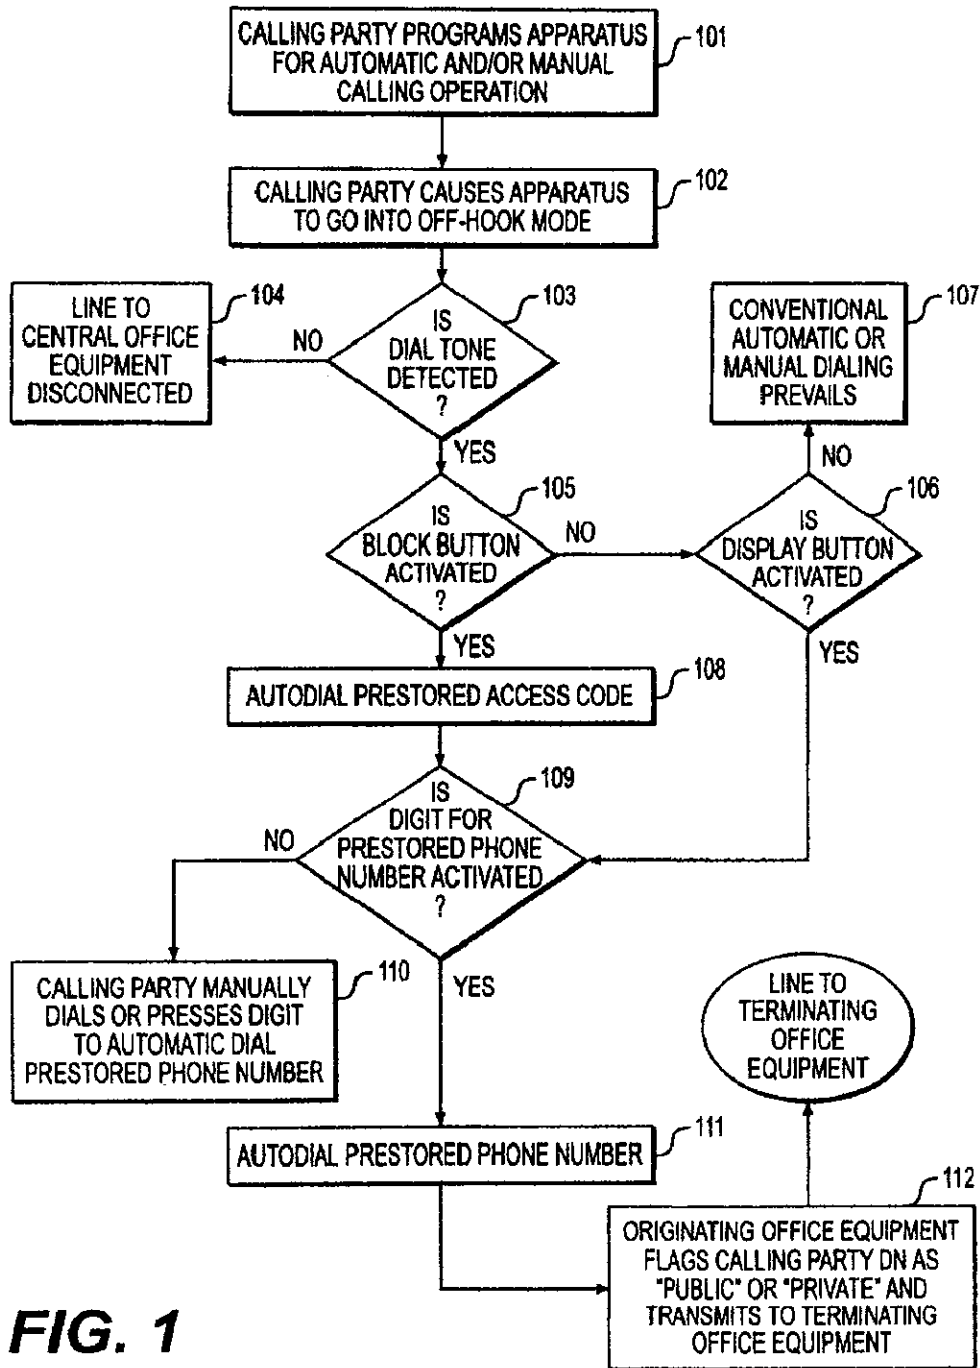 CALLING PARTY PROGRAMS APPARATUS
FOR AUTOMATIC AND/OR MANUAL
CALLING OPERATION
101
CALLING PARTY CAUSES APPARATUS
TO GO INTO OFF-HOOK MODE
102
LINE TO
CENTRAL OFFICE
EQUIPMENT
DISCONNECTED
104
NO
IS
DIAL TONE
DETECTED
?
103
YES
CONVENTIONAL
AUTOMATIC OR
MANUAL DIALING
PREVAILS
107
NO
IS
BLOCK BUTTON
ACTIVATED
?
105
NO
IS
DISPLAY BUTTON
ACTIVATED
?
106
YES
YES
AUTODIAL PRESTORED ACCESS CODE
108
IS
DIGIT FOR
PRESTORED PHONE
NUMBER ACTIVATED
?
109
NO
YES
CALLING PARTY MANUALLY
DIALS OR PRESSES DIGIT
TO AUTOMATIC DIAL
PRESTORED PHONE NUMBER
110
LINE TO
TERMINATING
OFFICE
EQUIPMENT
AUTODIAL PRESTORED PHONE NUMBER
111
ORIGINATING OFFICE EQUIPMENT
FLAGS CALLING PARTY DN AS
"PUBLIC" OR "PRIVATE" AND
TRANSMITS TO TERMINATING
OFFICE EQUIPMENT
112
FIG. 1